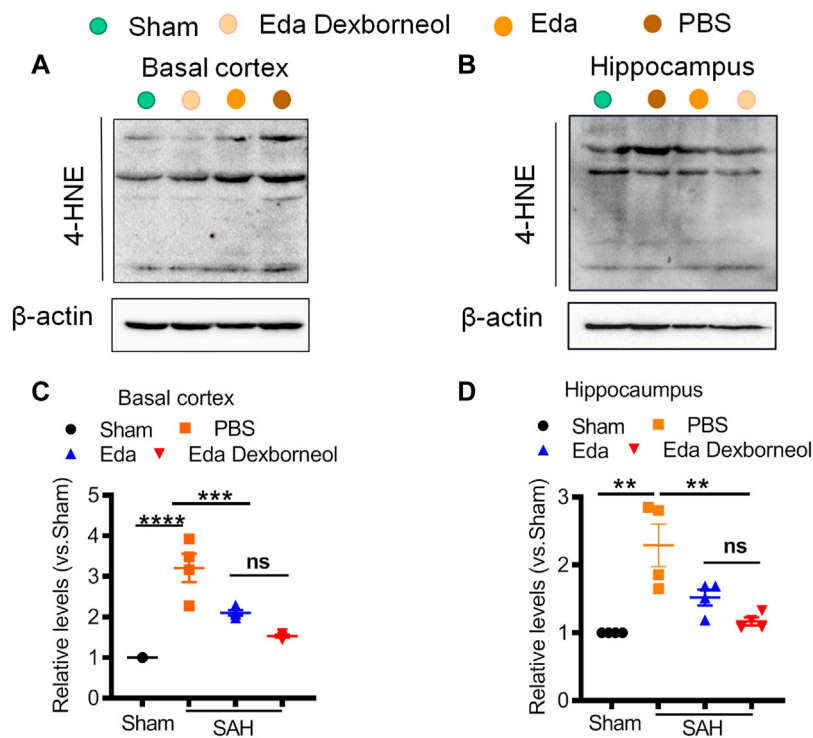 Sham Eda Dexborneol Eda PBS
A Basal cortex
4-HNE
β-actin
B Hippocampus
4-HNE
β-actin
C Basal cortex
Sham PBS
Eda Eda Dexborneol
Relative levels (vs.Sham)
5
4
3
2
1
0
****
***
ns
Sham
SAH
D Hippocaumpus
Sham PBS
Eda Eda Dexborneol
Relative levels (vs.Sham)
3
2
1
0
** **
ns
Sham
SAH